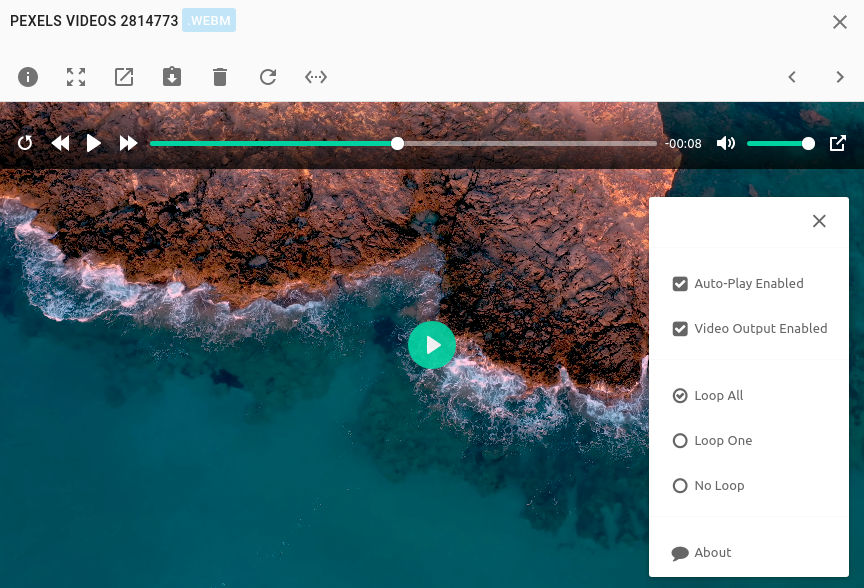 PEXELS VIDEOS 2814773 .WEBM
-00:08
Auto-Play Enabled
Video Output Enabled
Loop All
Loop One
No Loop
About